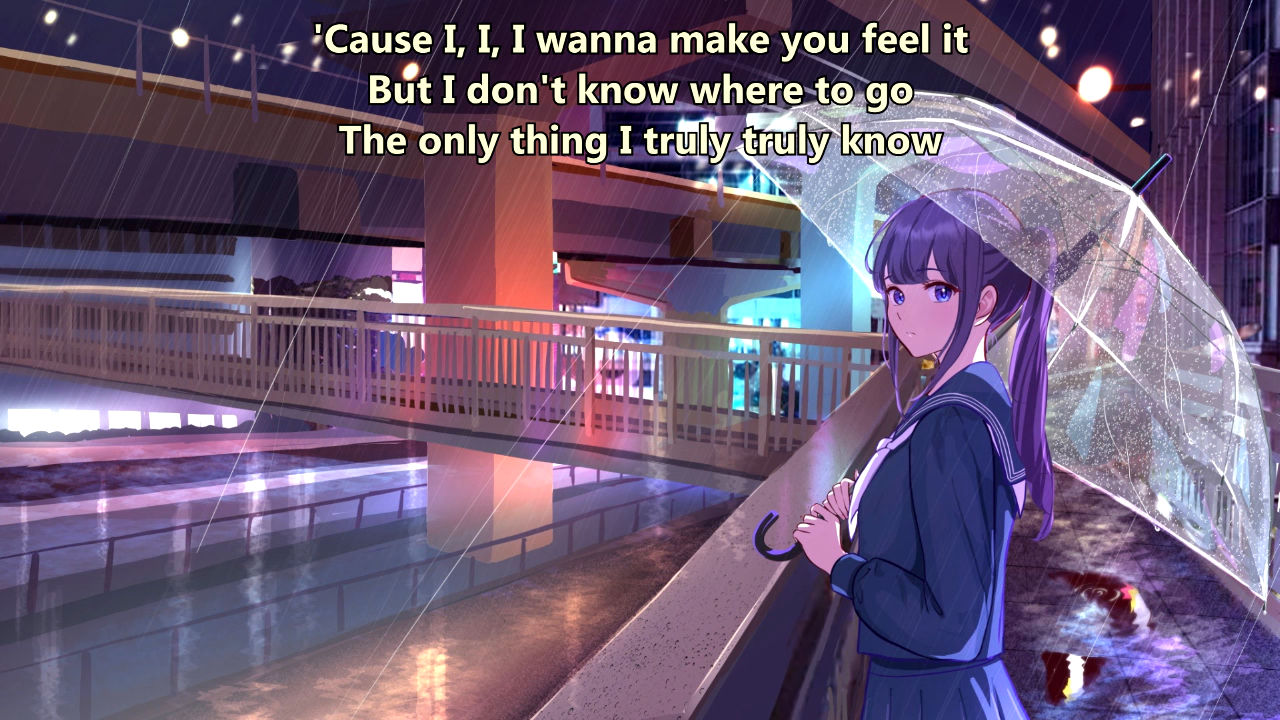 'Cause I, I, I wanna make you feel it
But I don't know where to go
The only thing I truly truly know